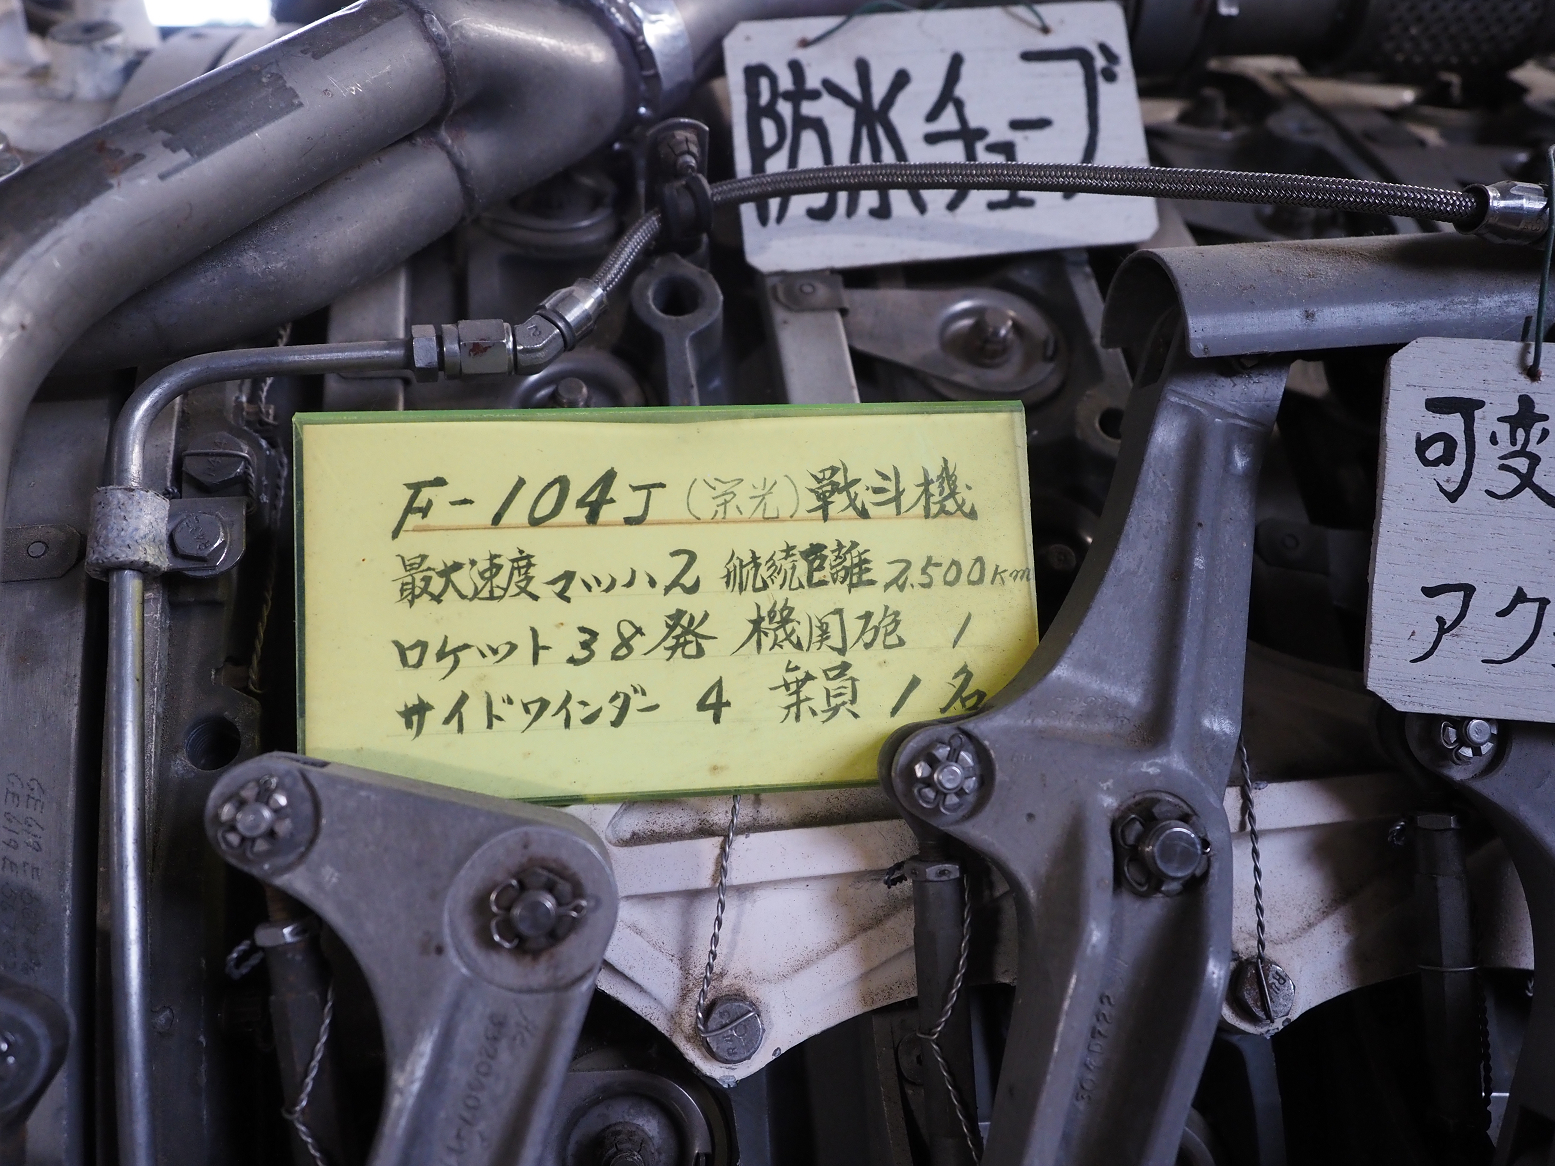 防水チューブ
F-104J (栄光) 戦斗機
最大速度マッハ2 航続距離 2,500km
ロケット38発 機関砲 1
サイドワインダー 4 乗員 1名
可変
アク